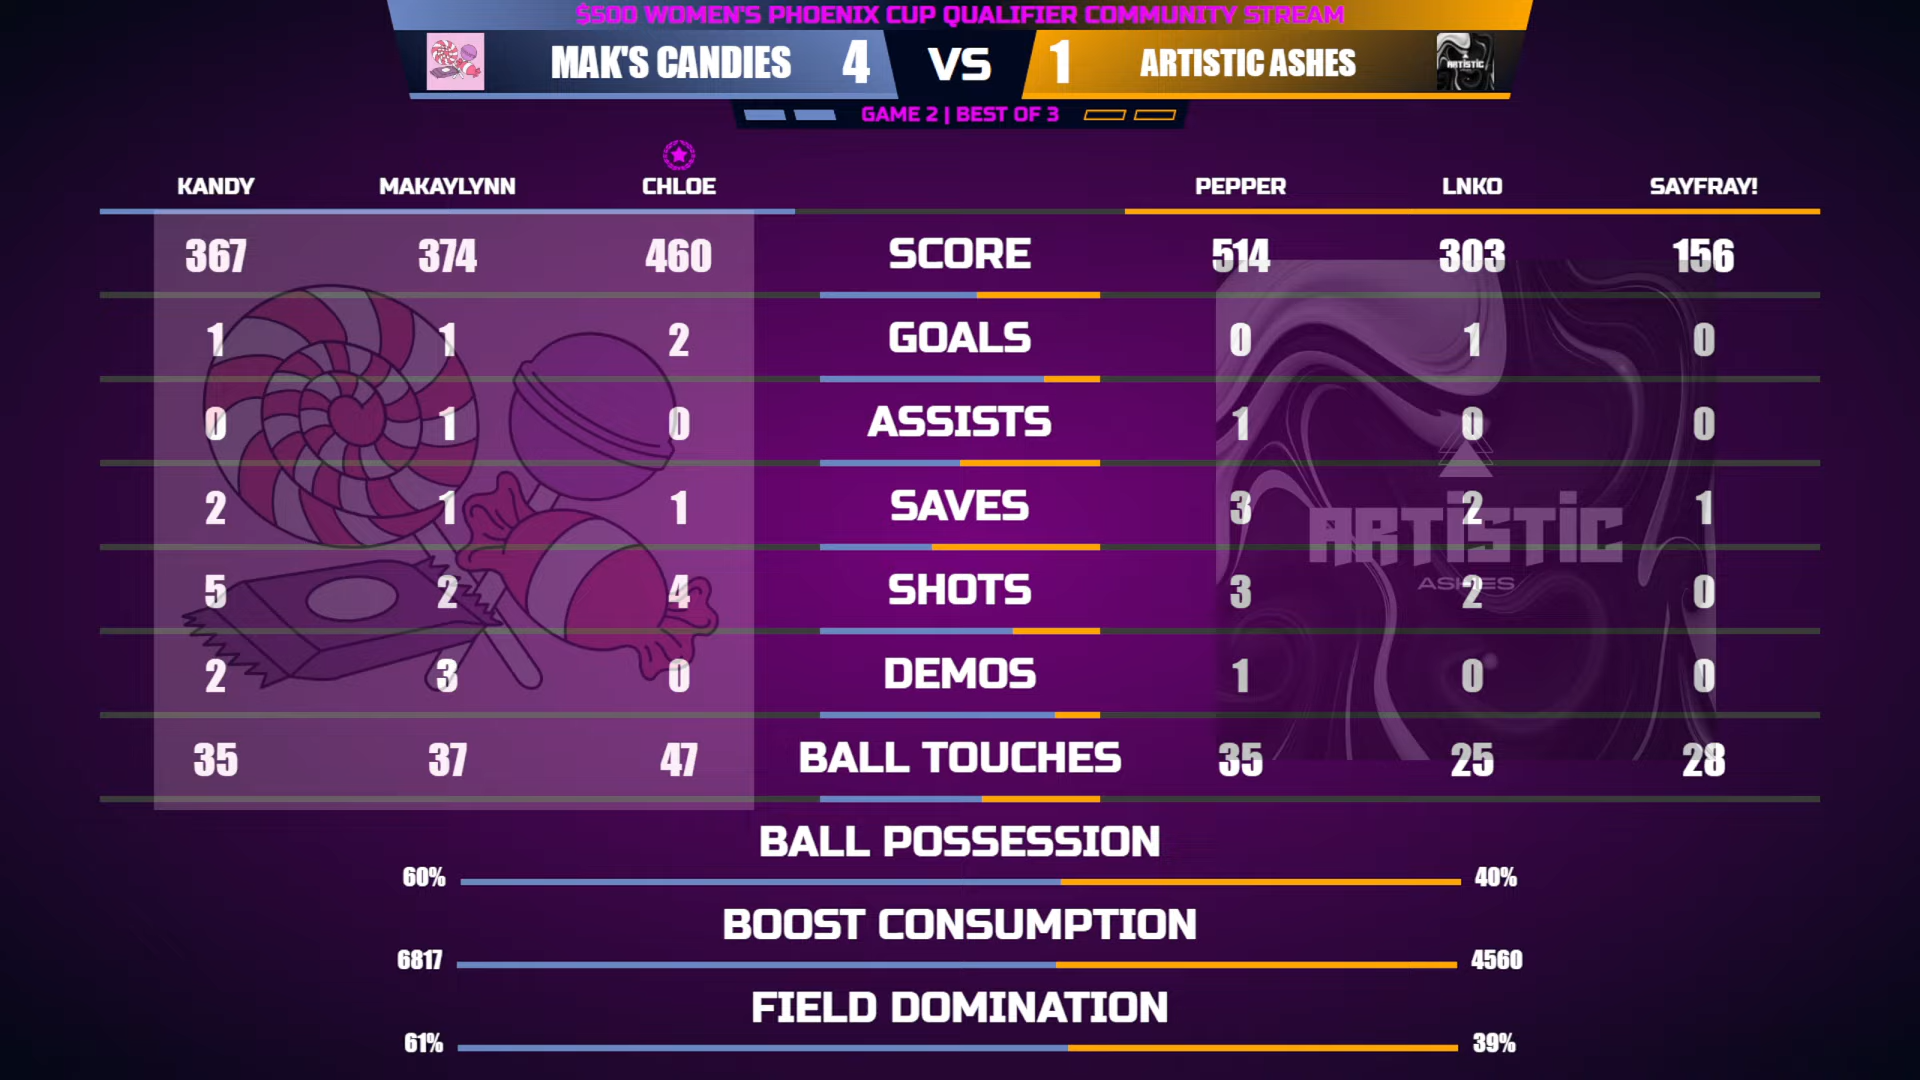 $500 WOMEN'S PHOENIX CUP QUALIFIER COMMUNITY STREAM
MAK'S CANDIES 4 VS 1 ARTISTIC ASHES
ARTISTIC
GAME 2 | BEST OF 3
KANDY MAKAYLYNN CHLOE PEPPER LNKO SAYFRAY!
367 374 460 SCORE 514 303 156
1 1 2 GOALS 0 1 0
0 1 0 ASSISTS 1 0 0
2 1 1 SAVES 3 2 1
ARTISTIC
ASHES
5 2 4 SHOTS 3 2 0
2 3 0 DEMOS 1 0 0
35 37 47 BALL TOUCHES 35 25 28
BALL POSSESSION
60% 40%
BOOST CONSUMPTION
6817 4560
FIELD DOMINATION
61% 39%